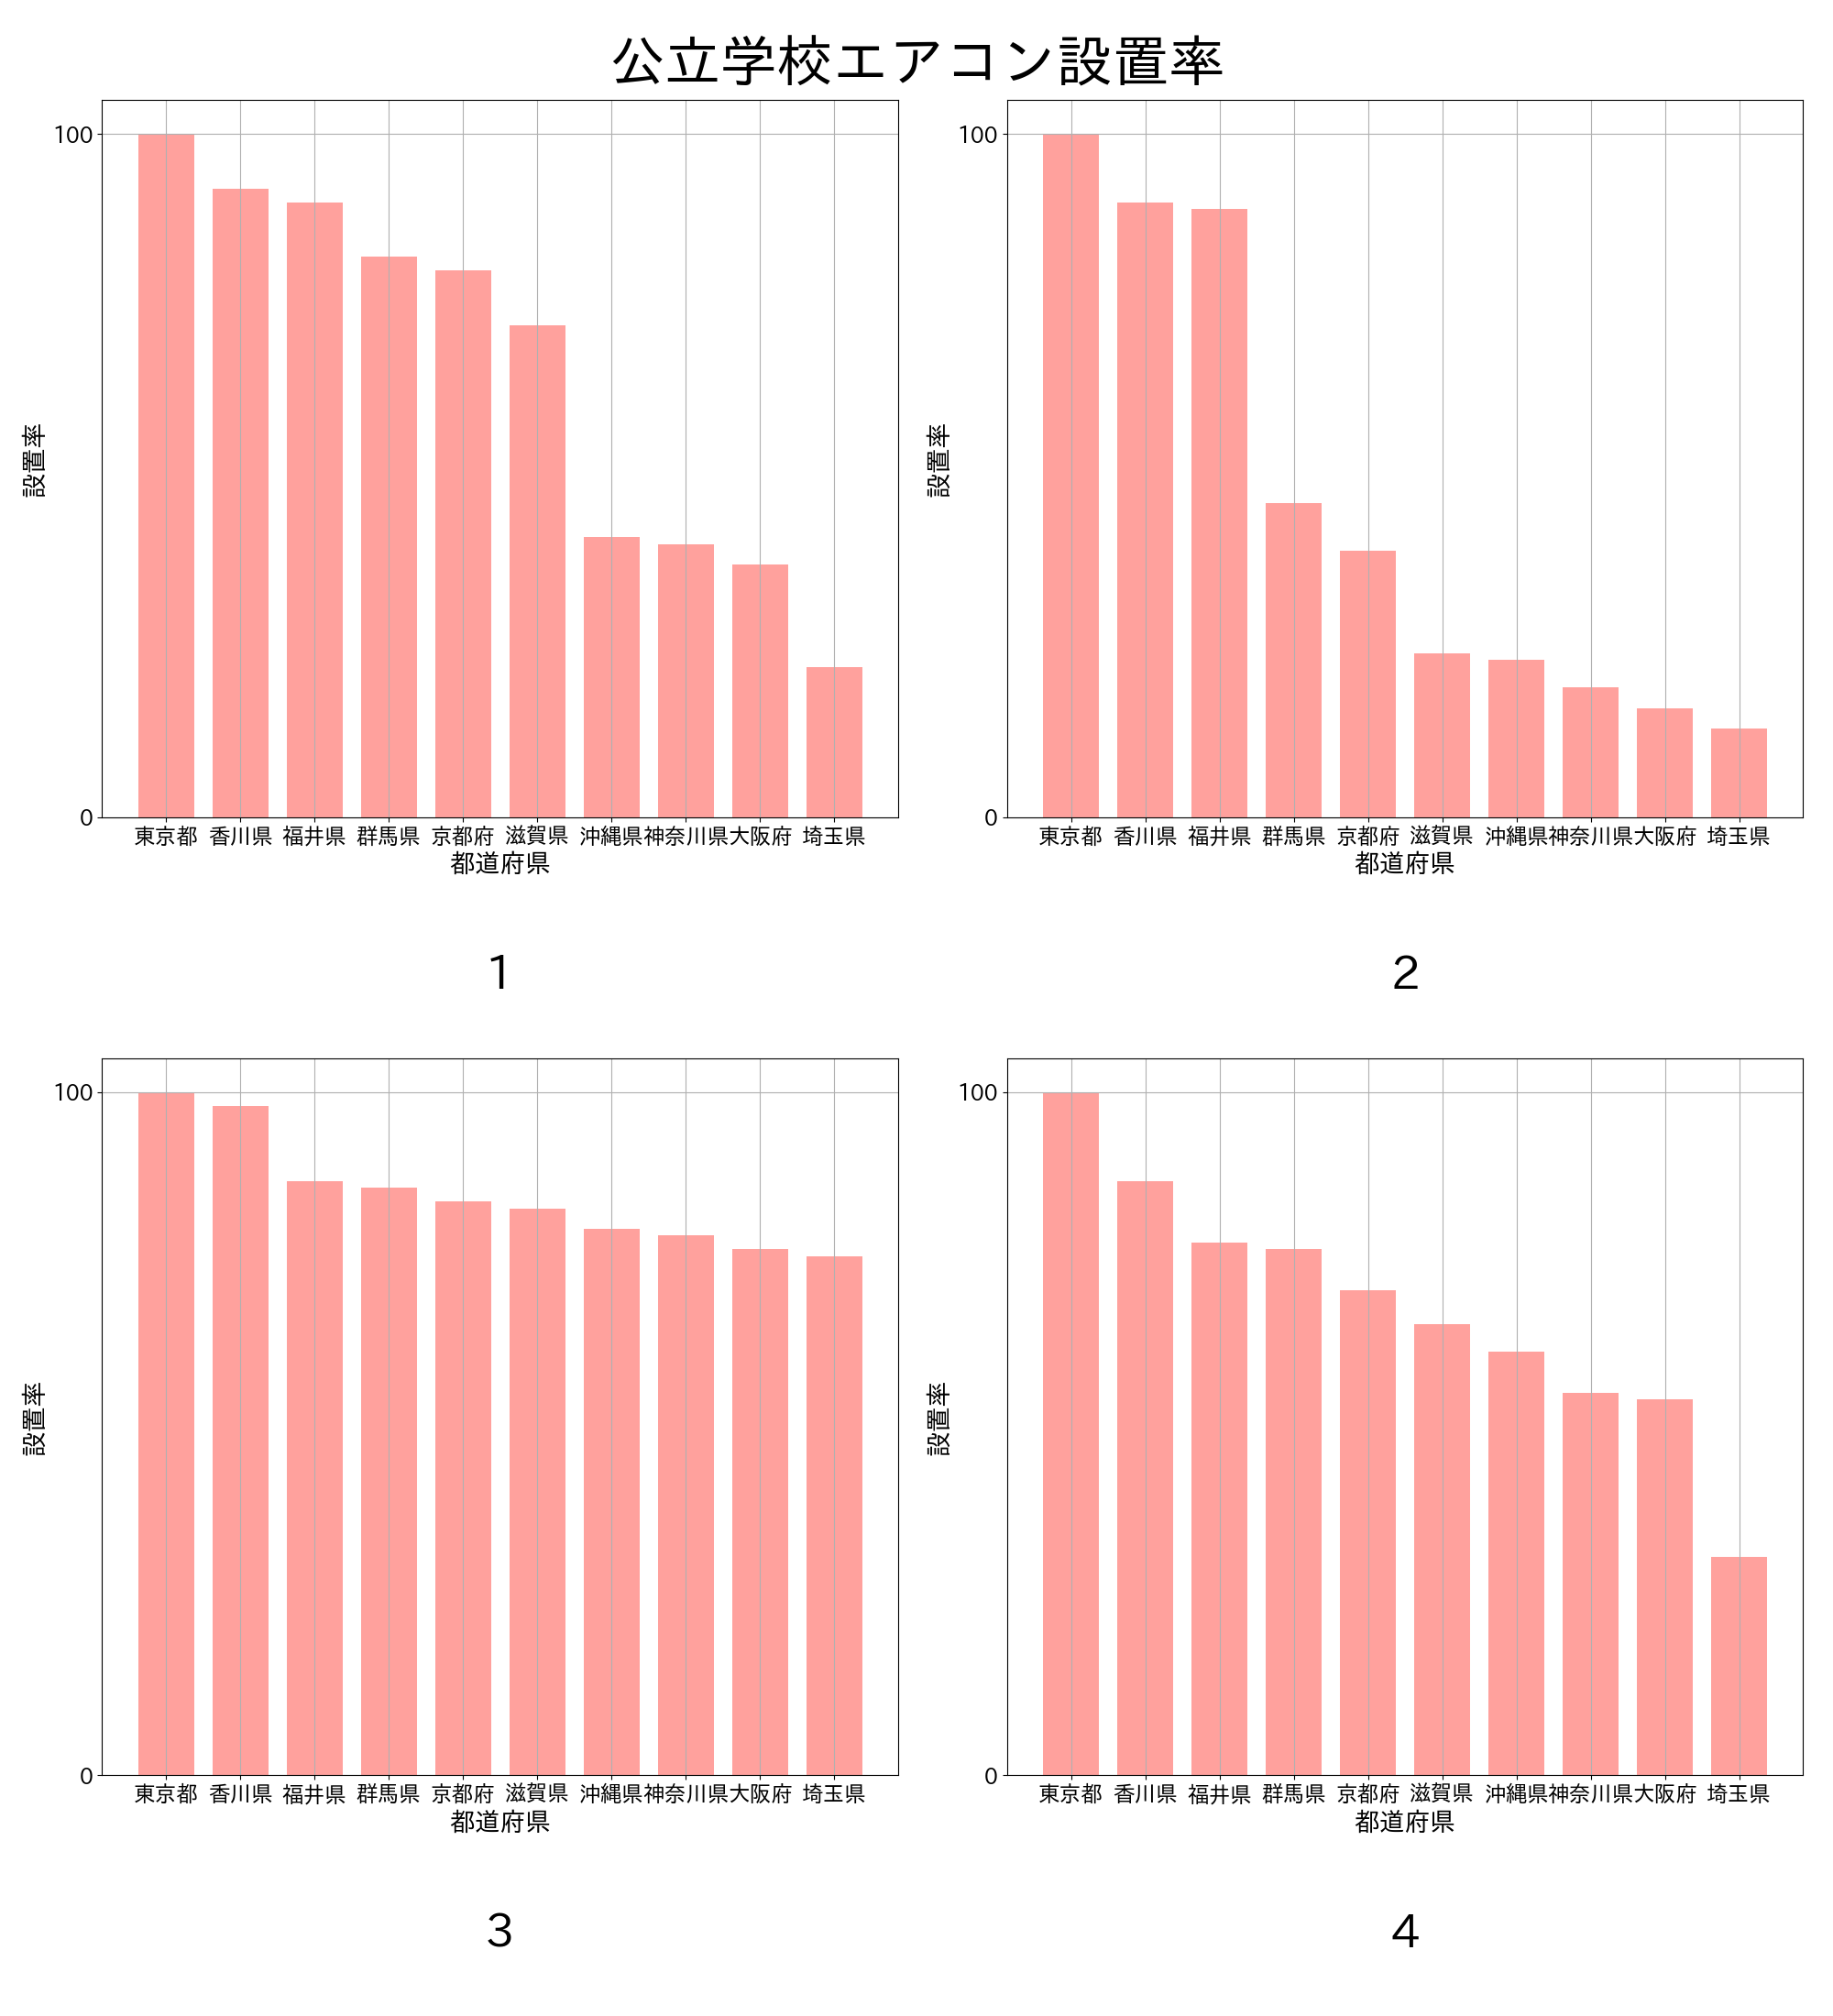 公立学校エアコン設置率
100
0
設置率
東京都 香川県 福井県 群馬県 京都府 滋賀県 沖縄県 神奈川県 大阪府 埼玉県
都道府県
1
100
0
設置率
東京都 香川県 福井県 群馬県 京都府 滋賀県 沖縄県 神奈川県 大阪府 埼玉県
都道府県
2
100
0
設置率
東京都 香川県 福井県 群馬県 京都府 滋賀県 沖縄県 神奈川県 大阪府 埼玉県
都道府県
3
100
0
設置率
東京都 香川県 福井県 群馬県 京都府 滋賀県 沖縄県 神奈川県 大阪府 埼玉県
都道府県
4